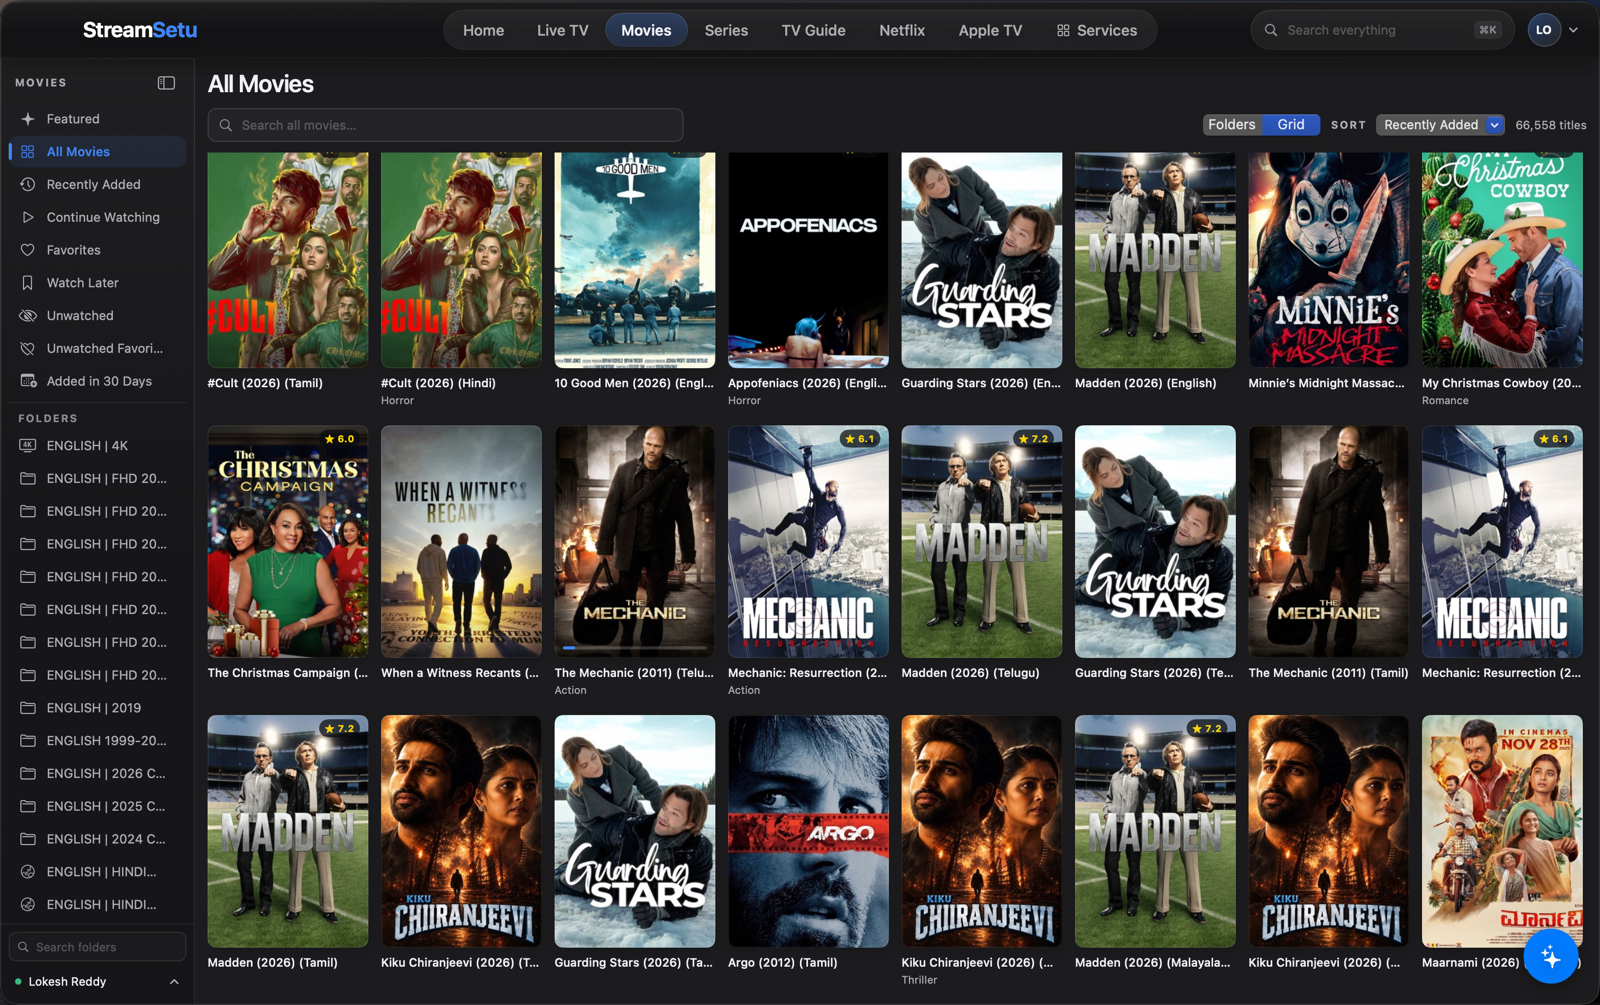 StreamSetu
Home
Live TV
Movies
Series
TV Guide
Netflix
Apple TV
Services
Search everything
⌘K
LO
MOVIES
Featured
All Movies
Recently Added
Continue Watching
Favorites
Watch Later
Unwatched
Unwatched Favori...
Added in 30 Days
FOLDERS
4K
ENGLISH | 4K
ENGLISH | FHD 20...
ENGLISH | FHD 20...
ENGLISH | FHD 20...
ENGLISH | FHD 20...
ENGLISH | FHD 20...
ENGLISH | FHD 20...
ENGLISH | FHD 20...
ENGLISH | 2019
ENGLISH 1999-20...
ENGLISH | 2026 C...
ENGLISH | 2025 C...
ENGLISH | 2024 C...
ENGLISH | HINDI...
ENGLISH | HINDI...
Search folders
Lokesh Reddy
All Movies
Search all movies...
Folders
Grid
SORT
Recently Added
66,558 titles
#CULT
#CULT
10 GOOD MEN
APPOFENIACS
Guarding
STARS
MADDEN
MiNNiE's
MIDNIGHT
MASSACRE
Christmas
COWBOY
#Cult (2026) (Tamil)
#Cult (2026) (Hindi)
Horror
10 Good Men (2026) (Engl...
Appofeniacs (2026) (Engli...
Horror
Guarding Stars (2026) (En...
Madden (2026) (English)
Minnie's Midnight Massac...
My Christmas Cowboy (20...
Romance
★ 6.0
The
CHRISTMAS
CAMPAIGN
WHEN A WITNESS
RECANTS
THE
MECHANIC
★ 6.1
MECHANIC
RESURRECTION
★ 7.2
MADDEN
Guarding
STARS
THE
MECHANIC
★ 6.1
MECHANIC
RESURRECTION
The Christmas Campaign (...
When a Witness Recants (...
The Mechanic (2011) (Telu...
Action
Mechanic: Resurrection (2...
Action
Madden (2026) (Telugu)
Guarding Stars (2026) (Te...
The Mechanic (2011) (Tamil)
Mechanic: Resurrection (2...
★ 7.2
MADDEN
KIKU
CHIIRANJEEVI
Guarding
STARS
ARGO
KIKU
CHIIRANJEEVI
★ 7.2
MADDEN
KIKU
CHIIRANJEEVI
IN CINEMAS
NOV 28TH
Madden (2026) (Tamil)
Kiku Chiranjeevi (2026) (T...
Guarding Stars (2026) (Ta...
Argo (2012) (Tamil)
Kiku Chiranjeevi (2026) (...
Thriller
Madden (2026) (Malayala...
Kiku Chiranjeevi (2026) (...
Maarnami (2026)